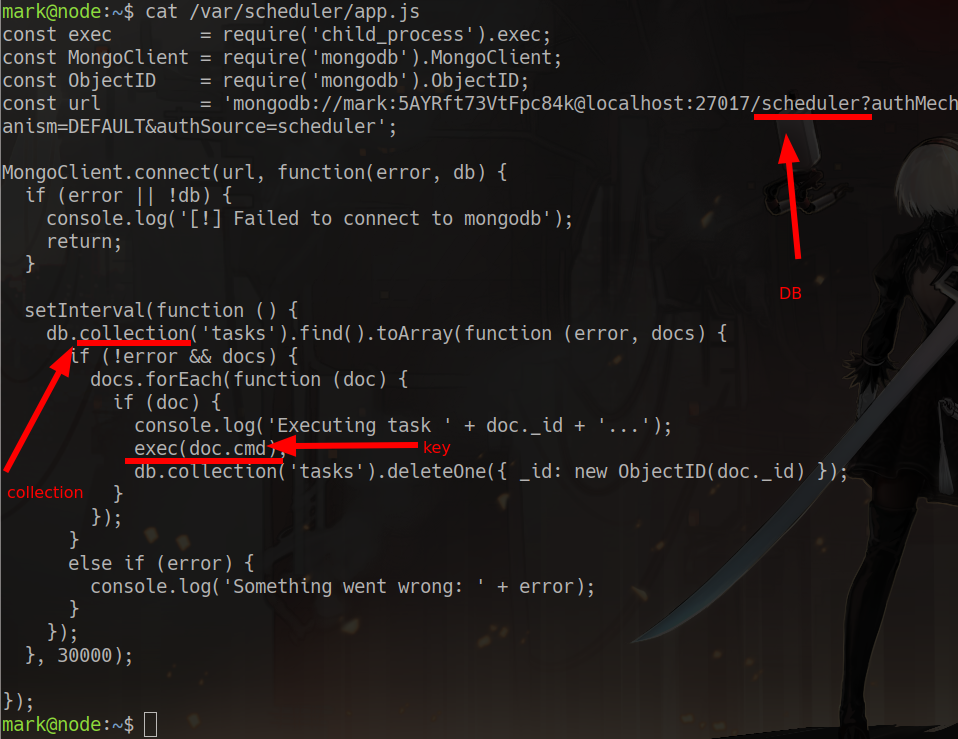 mark@node:~$ cat /var/scheduler/app.js
const exec        = require('child_process').exec;
const MongoClient = require('mongodb').MongoClient;
const ObjectID    = require('mongodb').ObjectID;
const url         = 'mongodb://mark:5AYRft73VtFpc84k@localhost:27017/scheduler?authMech
anism=DEFAULT&authSource=scheduler';
MongoClient.connect(url, function(error, db) {
  if (error || !db) {
    console.log('[!] Failed to connect to mongodb');
    return;
  }
DB
  setInterval(function () {
    db.collection('tasks').find().toArray(function (error, docs) {
      if (!error && docs) {
        docs.forEach(function (doc) {
          if (doc) {
            console.log('Executing task ' + doc._id + '...');
            exec(doc.cmd);
key
            db.collection('tasks').deleteOne({ _id: new ObjectID(doc._id) });
collection
          }
        });
      }
      else if (error) {
        console.log('Something went wrong: ' + error);
      }
    });
  }, 30000);
});
mark@node:~$